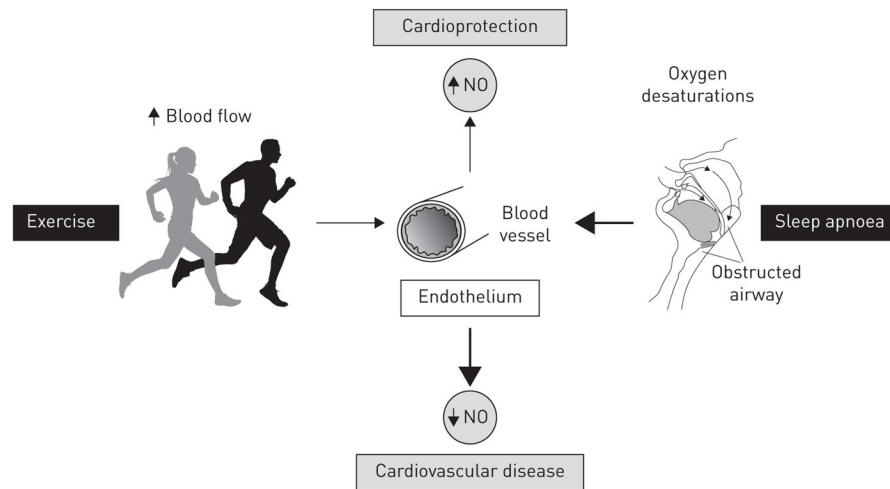 Cardioprotection
↑ NO
Oxygen
desaturations
↑ Blood flow
Exercise
Blood
vessel
Sleep apnoea
Obstructed
airway
Endothelium
↓ NO
Cardiovascular disease